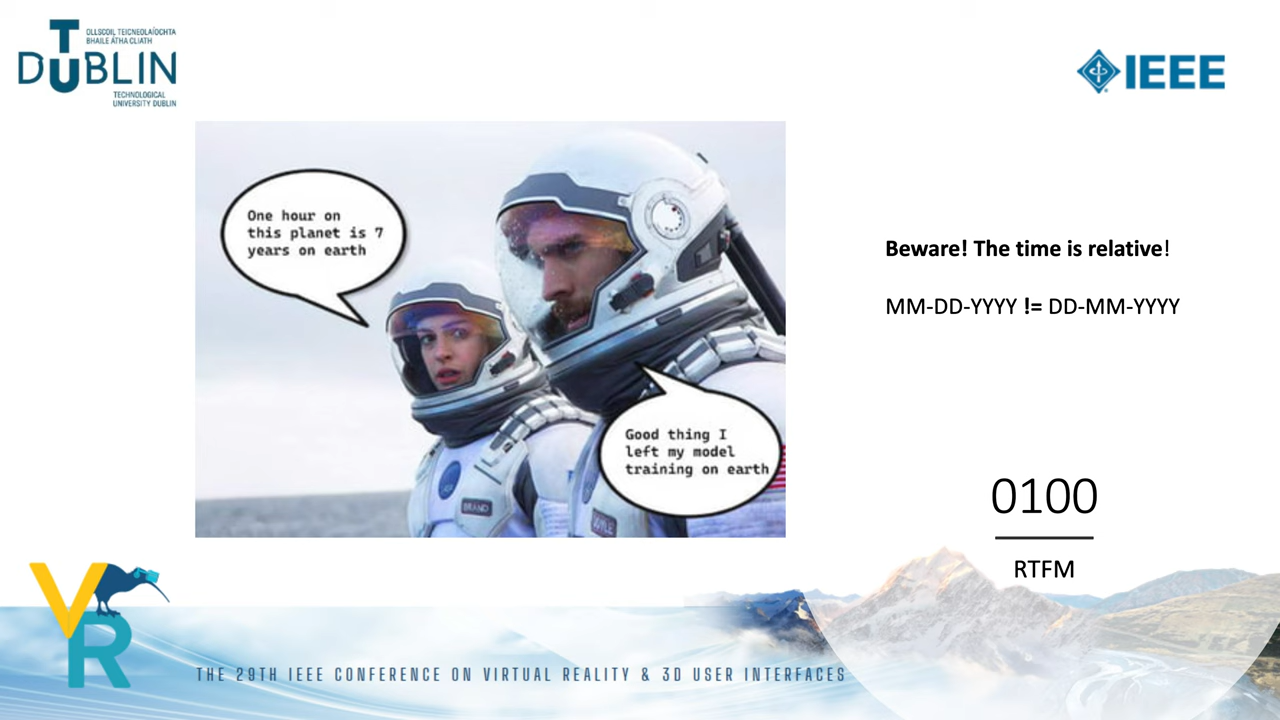 OLLSCOIL TEICNEOLAÍOCHTA
BHAILE ÁTHA CLIATH
TU DUBLIN
TECHNOLOGICAL
UNIVERSITY DUBLIN
IEEE
One hour on
this planet is 7
years on earth
Good thing I
left my model
training on earth
BRAND
DOYLE
Beware! The time is relative!
MM-DD-YYYY != DD-MM-YYYY
0100
RTFM
VR
THE 29TH IEEE CONFERENCE ON VIRTUAL REALITY & 3D USER INTERFACES